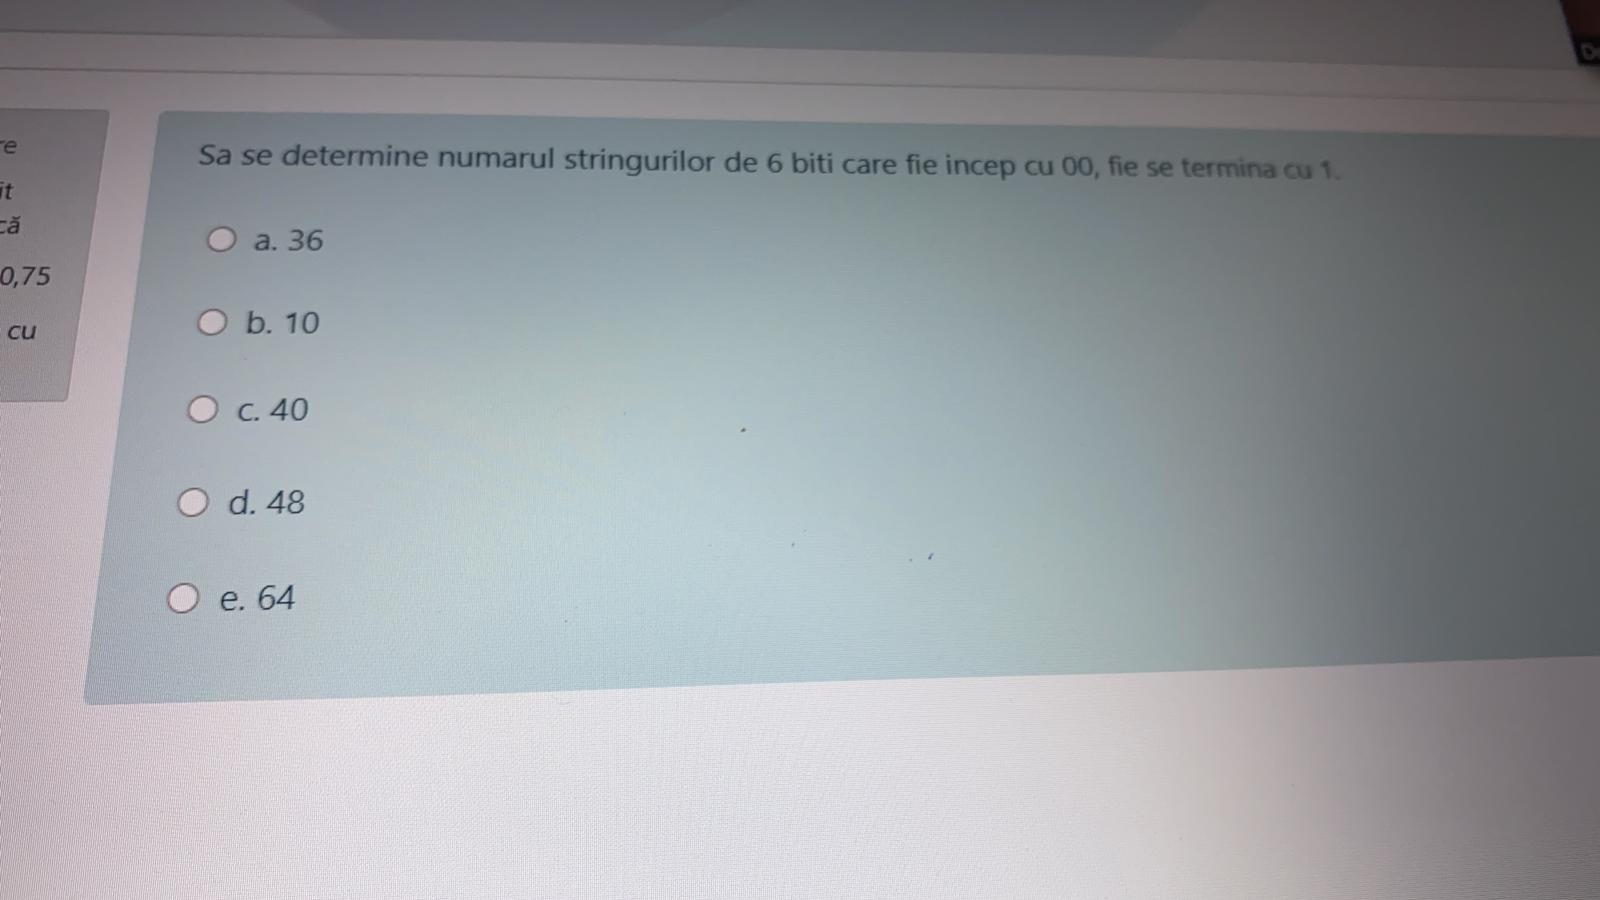 re
it
că
0,75
cu
Sa se determine numarul stringurilor de 6 biti care fie incep cu 00, fie se termina cu 1.
a. 36
b. 10
c. 40
d. 48
e. 64